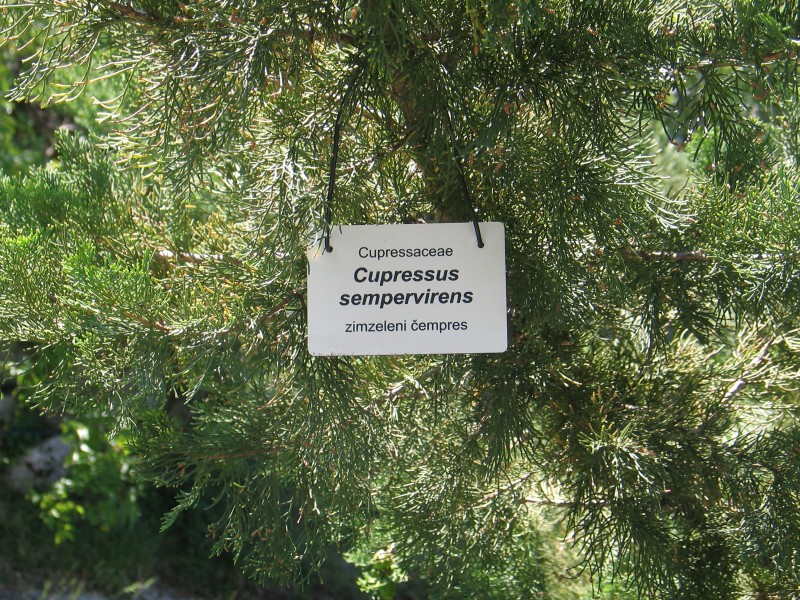 Cupressaceae
Cupressus
sempervirens
zimzeleni čempres